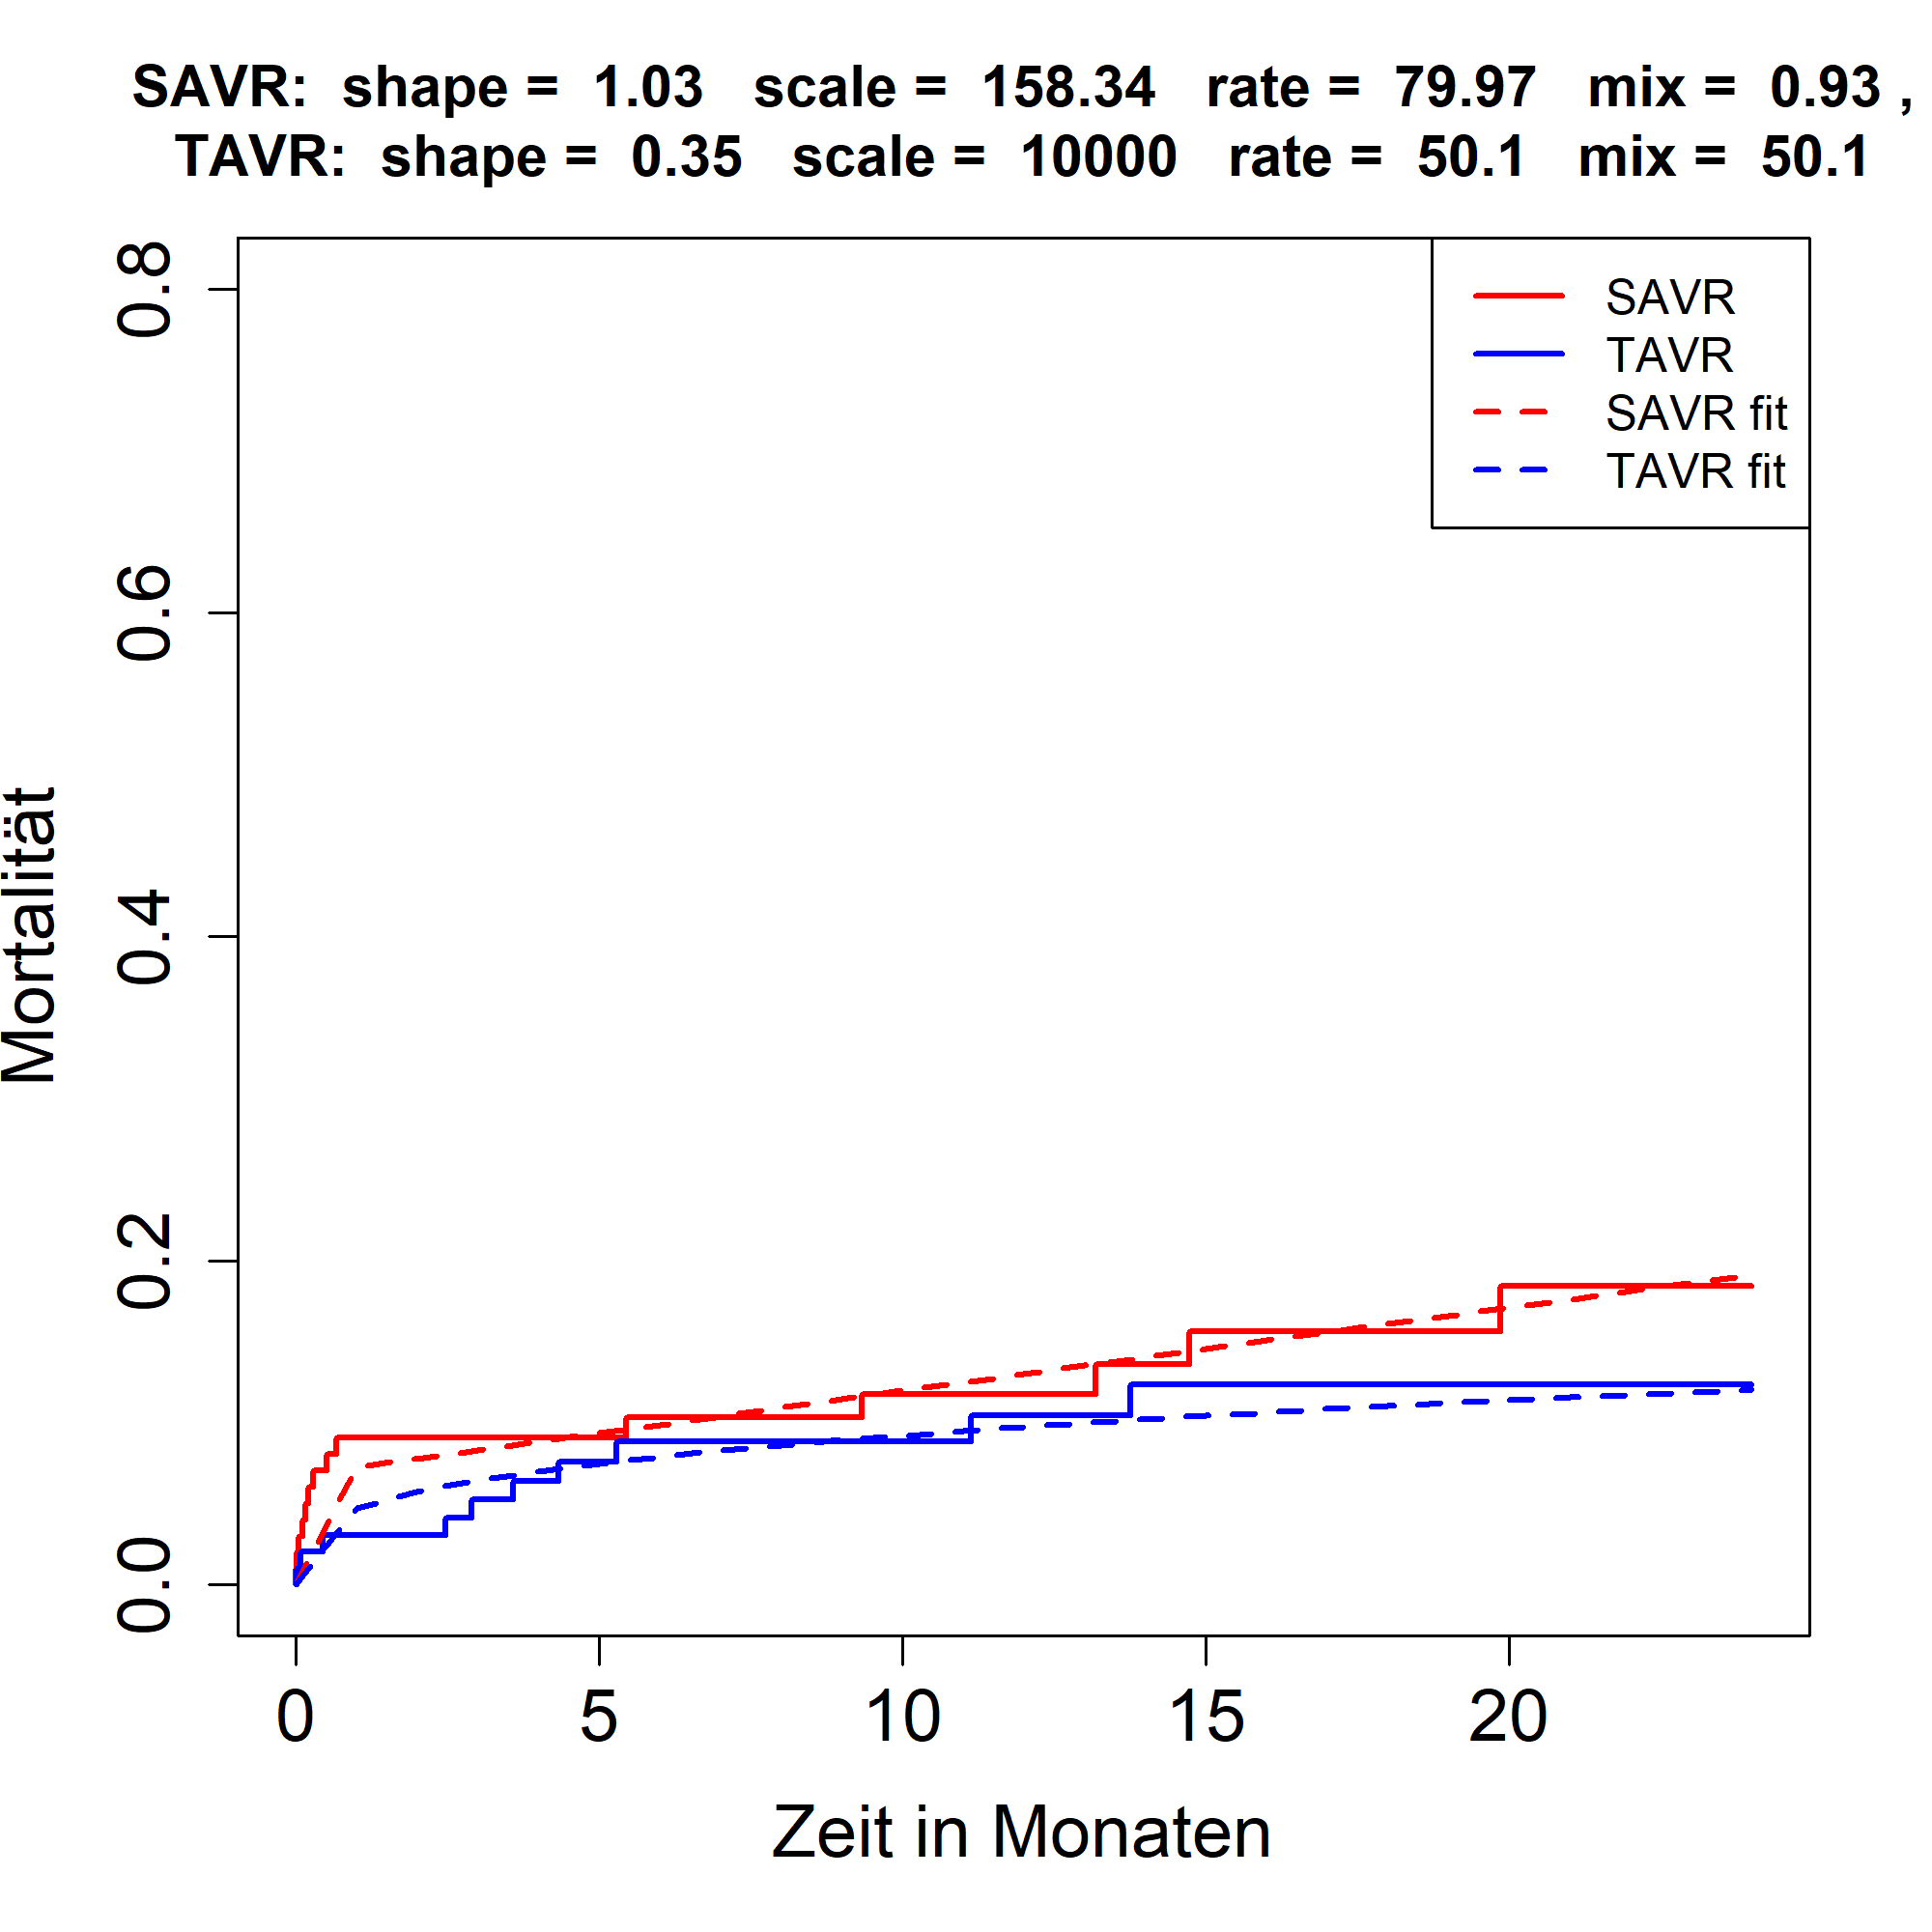 SAVR: shape = 1.03 scale = 158.34 rate = 79.97 mix = 0.93 ,
TAVR: shape = 0.35 scale = 10000 rate = 50.1 mix = 50.1
SAVR
TAVR
SAVR fit
TAVR fit
Mortalität
0.8
0.6
0.4
0.2
0.0
0 5 10 15 20
Zeit in Monaten